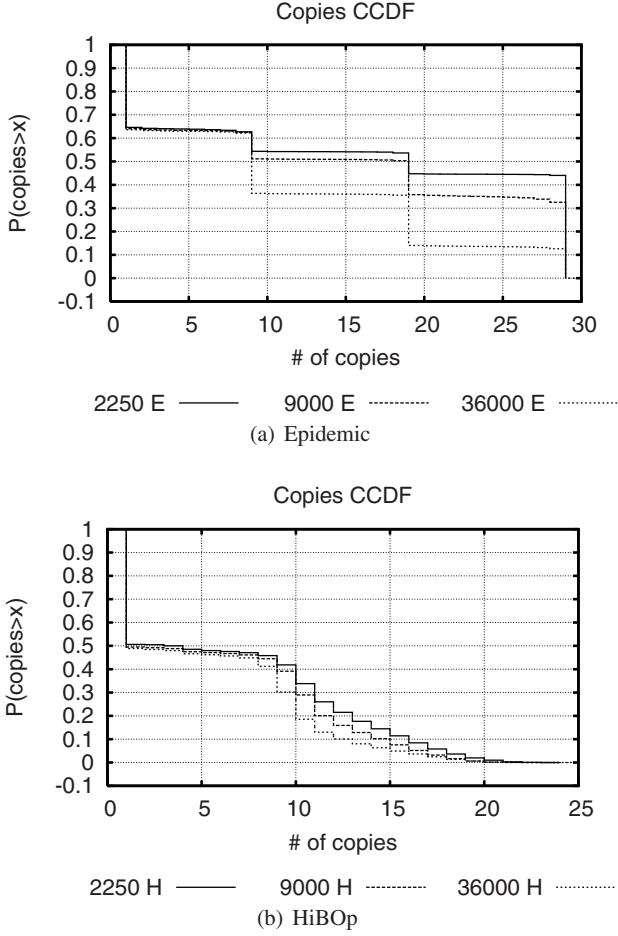 Copies CCDF
1
0.9
0.8
0.7
0.6
0.5
0.4
0.3
0.2
0.1
0
-0.1
P(copies>x)
0 5 10 15 20 25 30
# of copies
2250 E 9000 E 36000 E
(a) Epidemic
Copies CCDF
1
0.9
0.8
0.7
0.6
0.5
0.4
0.3
0.2
0.1
0
-0.1
P(copies>x)
0 5 10 15 20 25
# of copies
2250 H 9000 H 36000 H
(b) HiBOp